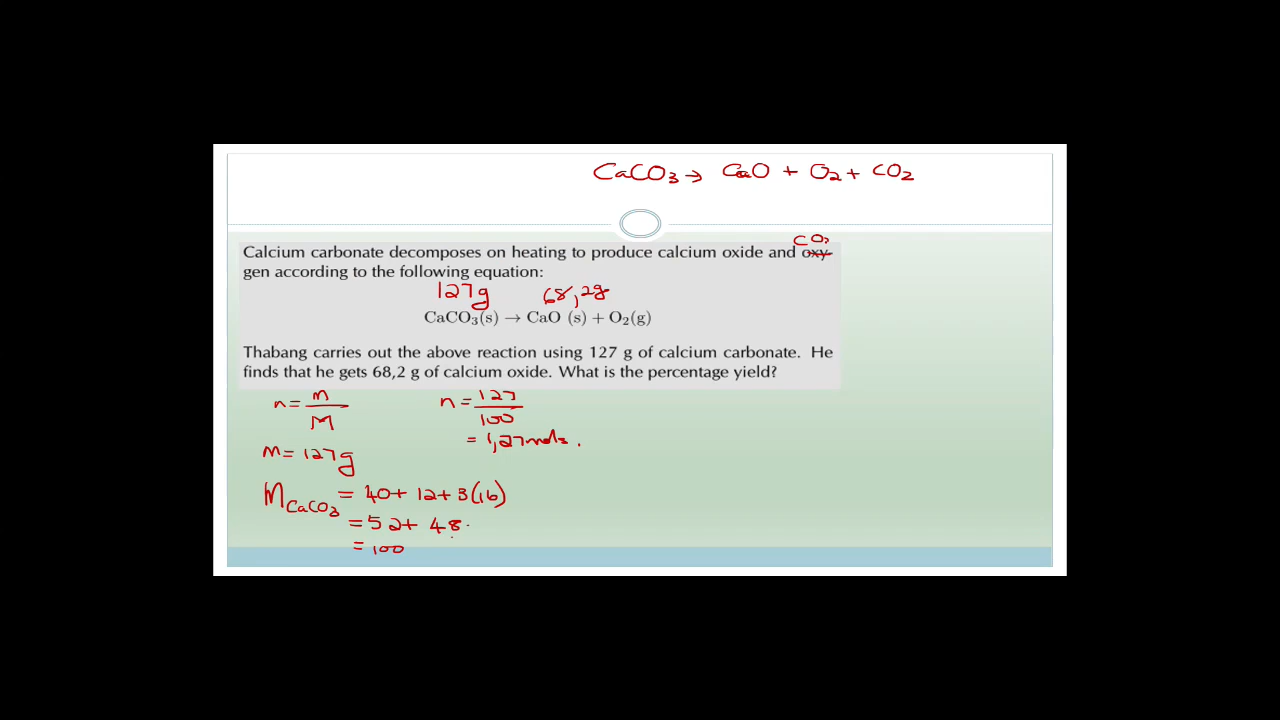 CaCO₃ → CaO + O₂ + CO₂
CO₂
Calcium carbonate decomposes on heating to produce calcium oxide and oxy-
gen according to the following equation:
127g 68,2g
CaCO₃(s) → CaO (s) + O₂(g)
Thabang carries out the above reaction using 127 g of calcium carbonate. He
finds that he gets 68,2 g of calcium oxide. What is the percentage yield?
n = m/M n = 127/100
= 1,27mols.
m = 127g
M CaCO₃ = 40+ 12+ 3(16)
= 52+ 48
= 100